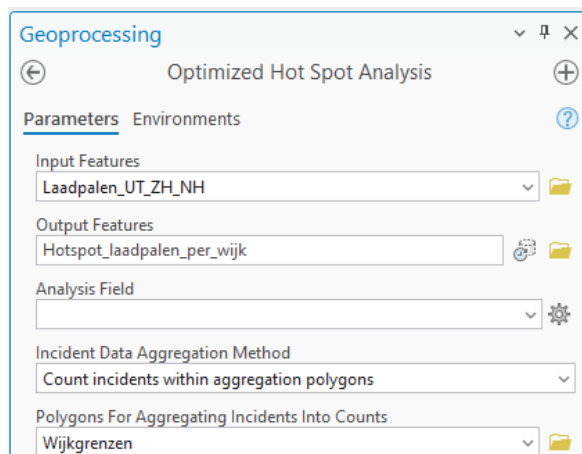 Geoprocessing
Optimized Hot Spot Analysis
Parameters Environments
Input Features
Laadpalen_UT_ZH_NH
Output Features
Hotspot_laadpalen_per_wijk
Analysis Field
Incident Data Aggregation Method
Count incidents within aggregation polygons
Polygons For Aggregating Incidents Into Counts
Wijkgrenzen